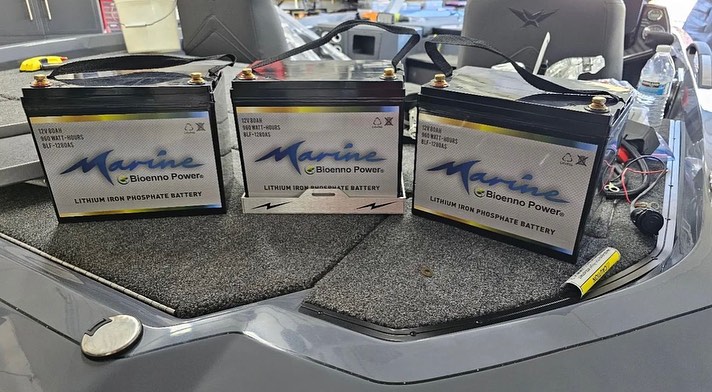 12V 80AH
960 WATT-HOURS
BLF-1280AS
Marine
Bioenno Power®
LITHIUM IRON PHOSPHATE BATTERY
12V 80AH
960 WATT-HOURS
BLF-1280AS
Marine
Bioenno Power®
LITHIUM IRON PHOSPHATE BATTERY
12V 80AH
960 WATT-HOURS
BLF-1280AS
Marine
Bioenno Power®
LITHIUM IRON PHOSPHATE BATTERY